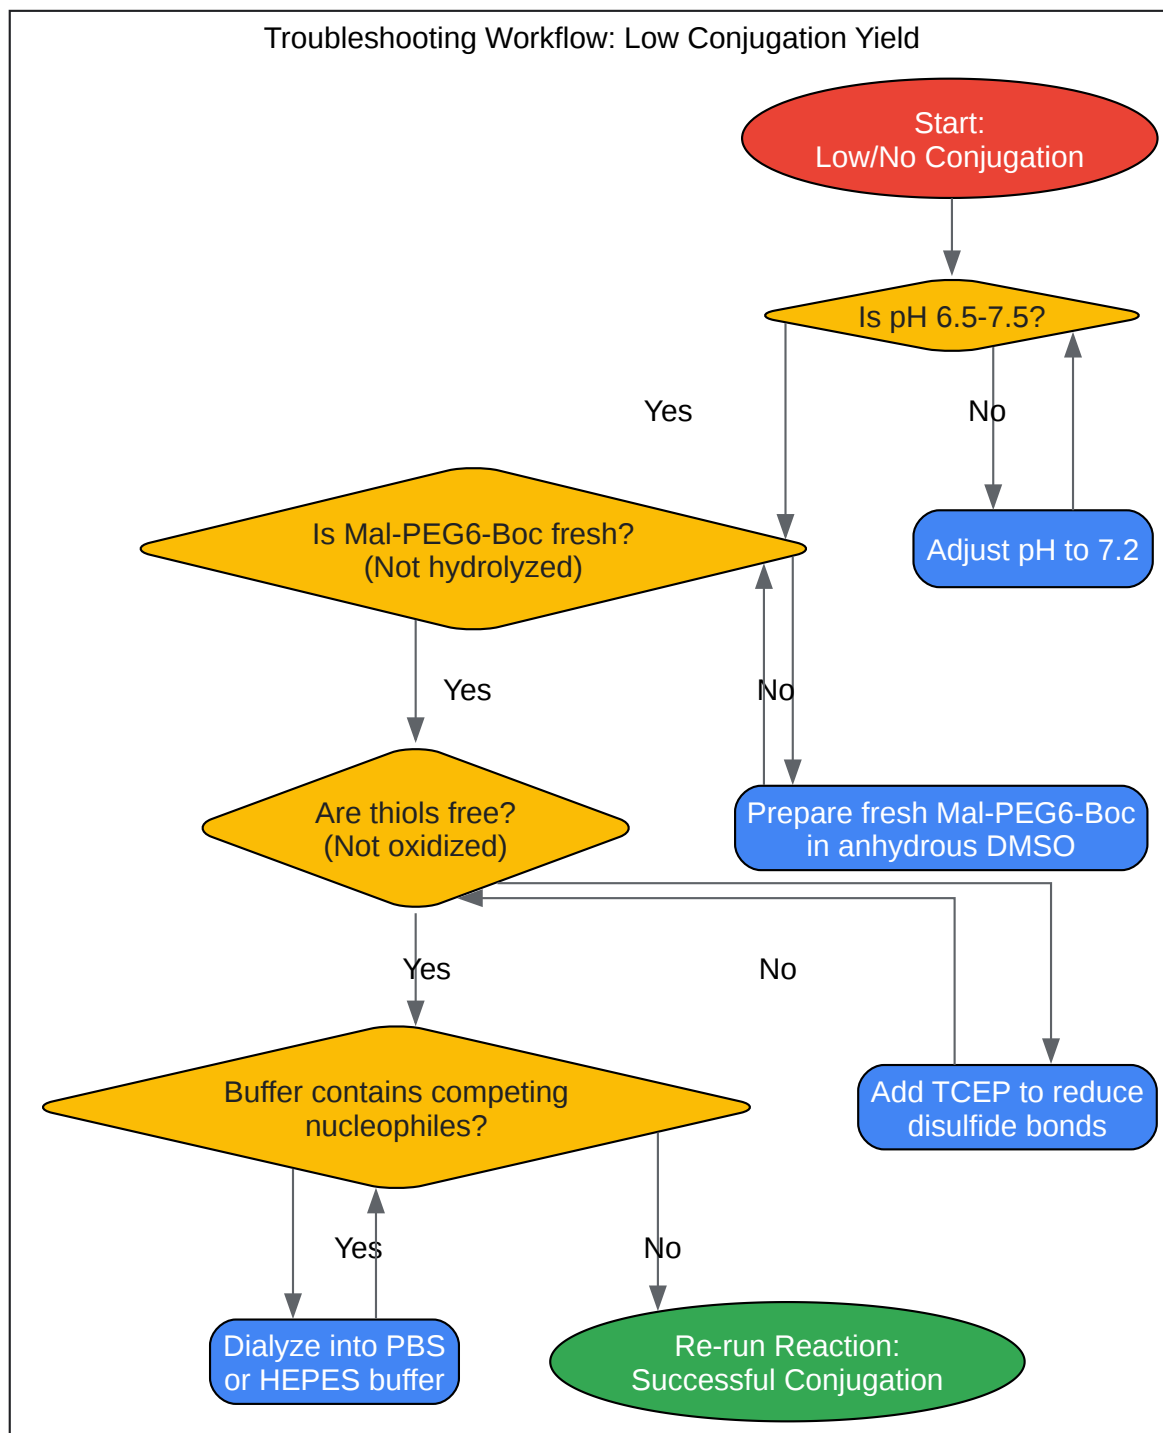 Troubleshooting Workflow: Low Conjugation Yield
Start:
Low/No Conjugation
Is pH 6.5-7.5?
Yes
No
Is Mal-PEG6-Boc fresh?
(Not hydrolyzed)
Adjust pH to 7.2
Yes
No
Are thiols free?
(Not oxidized)
Prepare fresh Mal-PEG6-Boc
in anhydrous DMSO
Yes
No
Buffer contains competing
nucleophiles?
Add TCEP to reduce
disulfide bonds
Yes
No
Dialyze into PBS
or HEPES buffer
Re-run Reaction:
Successful Conjugation